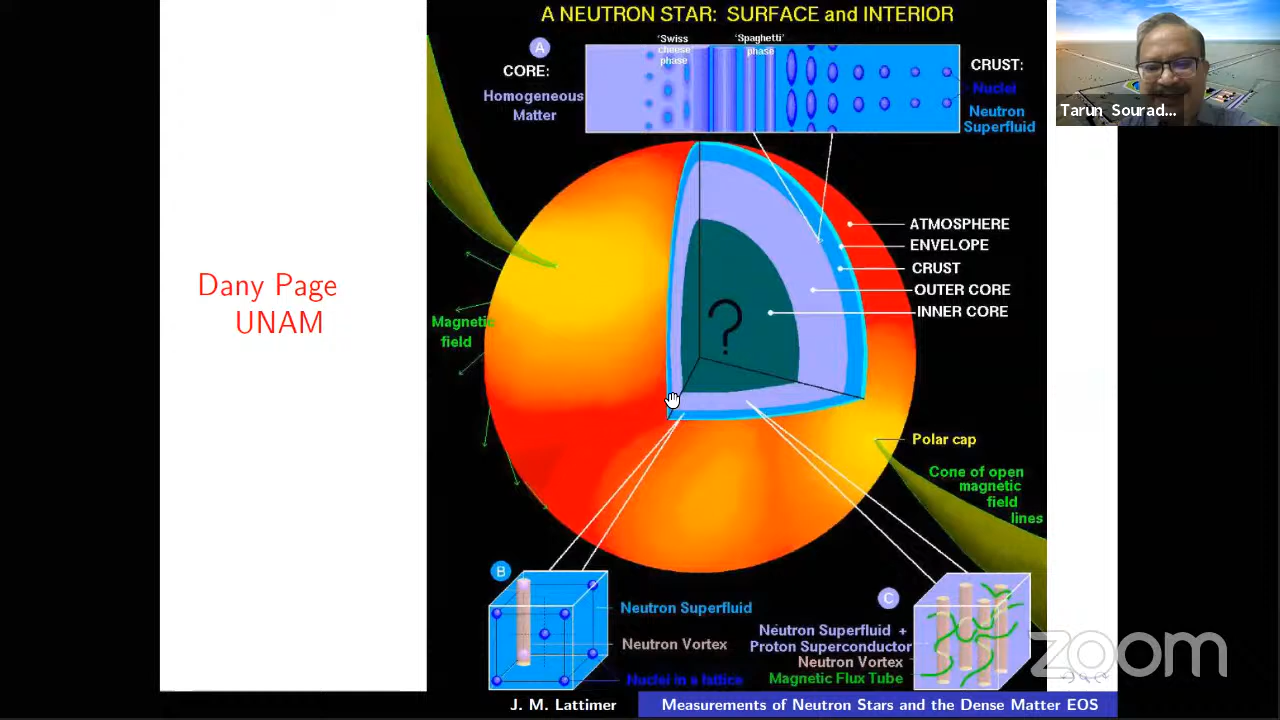 A NEUTRON STAR: SURFACE and INTERIOR
'Swiss
cheese'
phase
'Spaghetti'
phase
A
CORE:
Homogeneous
Matter
CRUST:
Nuclei
Neutron
Superfluid
Tarun Sourad...
ATMOSPHERE
ENVELOPE
CRUST
OUTER CORE
INNER CORE
?
Dany Page
UNAM
Magnetic
field
Polar cap
Cone of open
magnetic
field
lines
B
Neutron Superfluid
Neutron Vortex
Nuclei in a lattice
C
Neutron Superfluid +
Proton Superconductor
Neutron Vortex
Magnetic Flux Tube
zoom
J. M. Lattimer
Measurements of Neutron Stars and the Dense Matter EOS